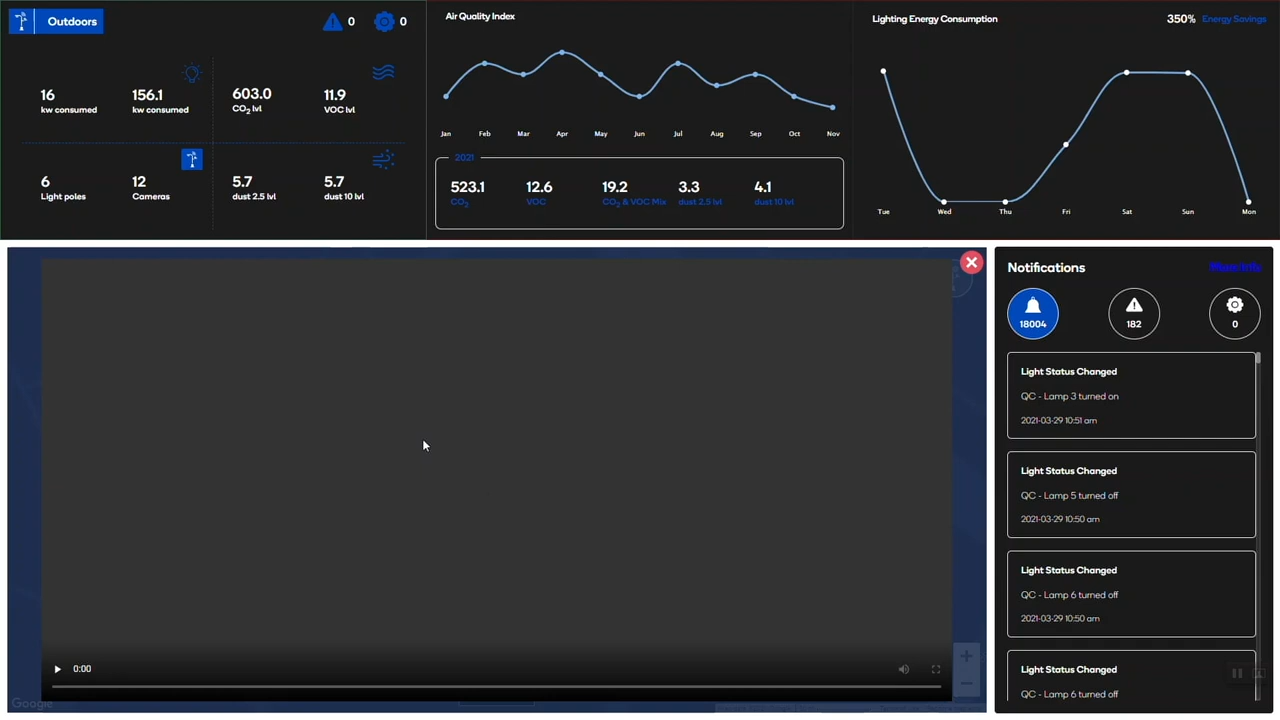 Outdoors
0
0
16
kw consumed
156.1
kw consumed
603.0
CO2 lvl
11.9
VOC lvl
6
Light poles
12
Cameras
5.7
dust 2.5 lvl
5.7
dust 10 lvl
Air Quality Index
Jan Feb Mar Apr May Jun Jul Aug Sep Oct Nov
2021
523.1
CO2
12.6
VOC
19.2
CO2 & VOC Mix
3.3
dust 2.5 lvl
4.1
dust 10 lvl
Lighting Energy Consumption
350% Energy Savings
Tue Wed Thu Fri Sat Sun Mon
0:00
Google
Notifications
18004
182
0
Light Status Changed
QC - Lamp 3 turned on
2021-03-29 10:51 am
Light Status Changed
QC - Lamp 5 turned off
2021-03-29 10:50 am
Light Status Changed
QC - Lamp 6 turned off
2021-03-29 10:50 am
Light Status Changed
QC - Lamp 6 turned off